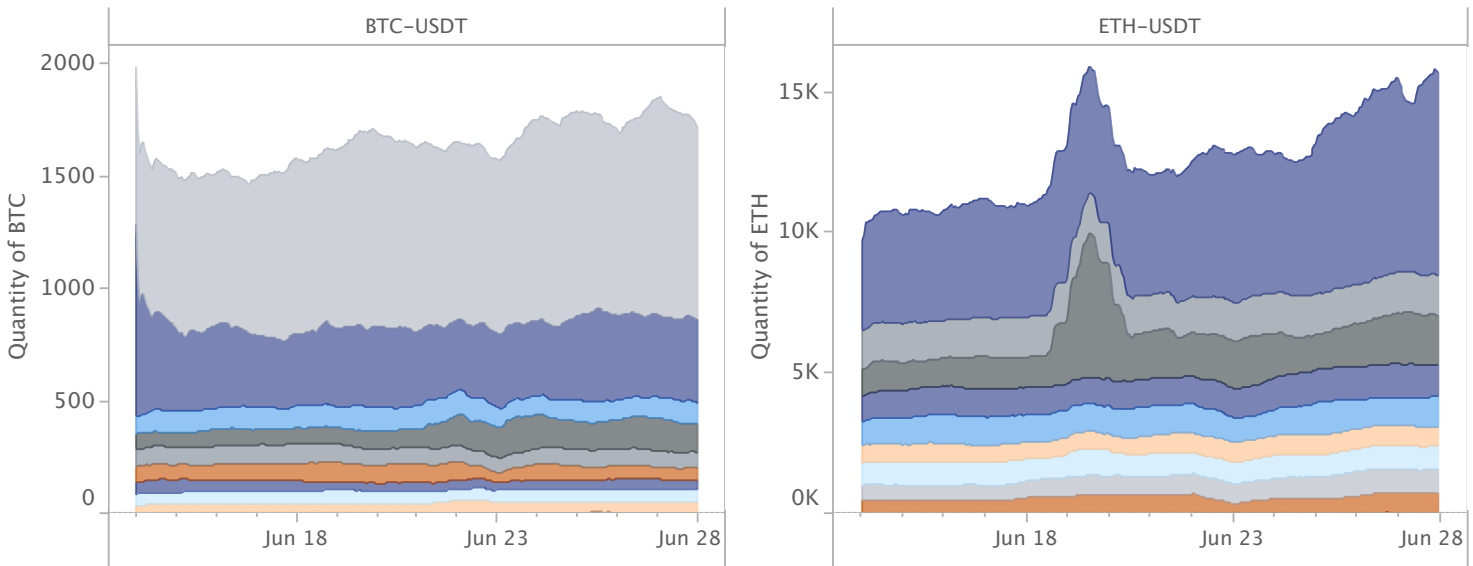 BTC-USDT
Quantity of BTC
2000
1500
1000
500
0
Jun 18
Jun 23
Jun 28
ETH-USDT
Quantity of ETH
15K
10K
5K
0K
Jun 18
Jun 23
Jun 28